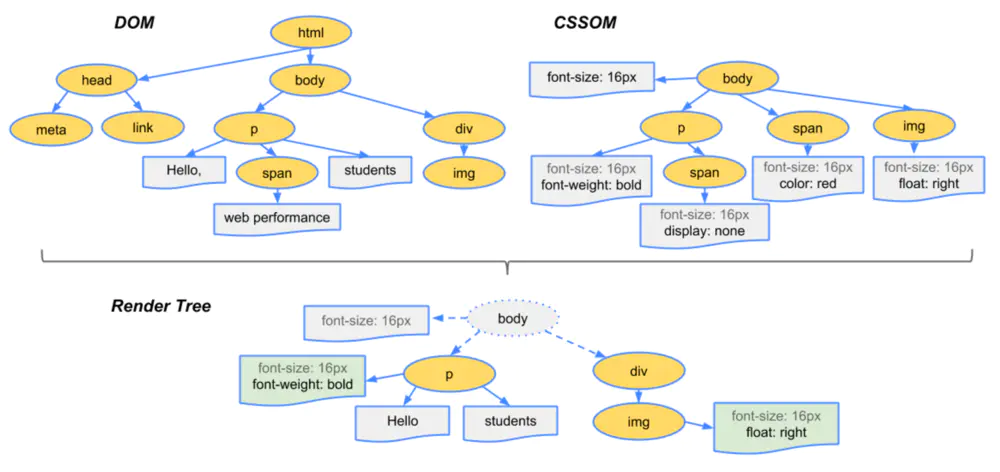 DOM
html
head
body
meta
link
p
div
Hello,
span
students
img
web performance
CSSOM
font-size: 16px
body
p
span
img
font-size: 16px
font-weight: bold
span
font-size: 16px
color: red
font-size: 16px
float: right
font-size: 16px
display: none
Render Tree
font-size: 16px
body
font-size: 16px
font-weight: bold
p
div
Hello
students
img
font-size: 16px
float: right